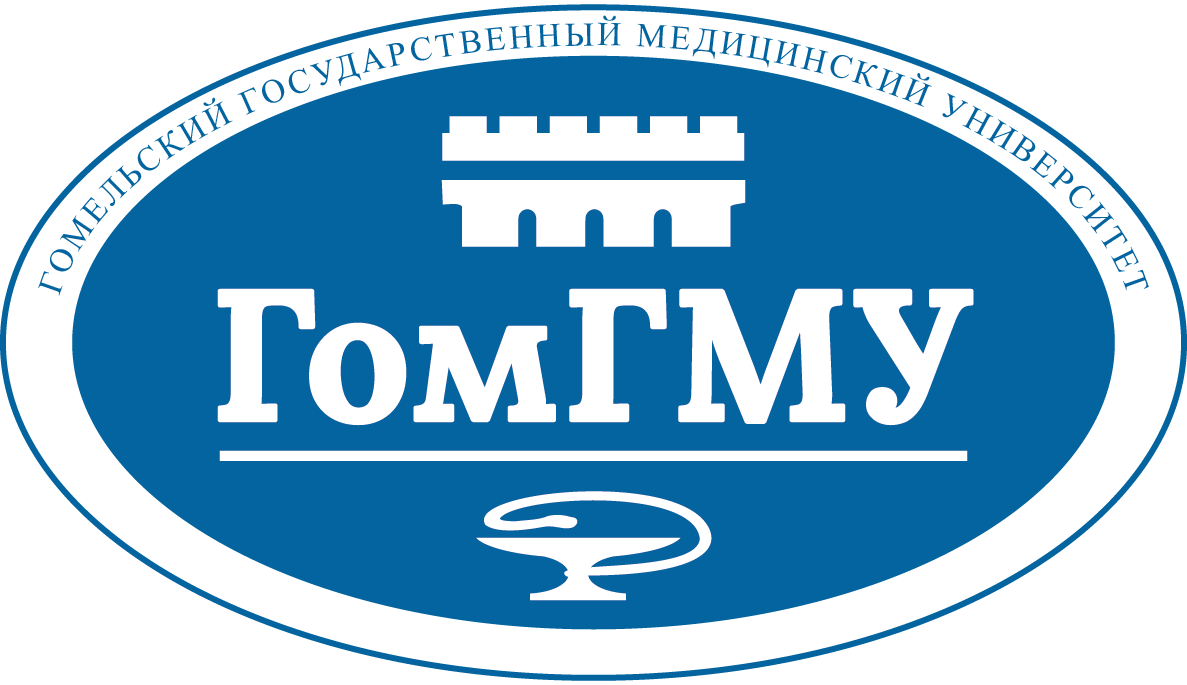 ГОМЕЛЬСКИЙ ГОСУДАРСТВЕННЫЙ МЕДИЦИНСКИЙ УНИВЕРСИТЕТ
ГомГМУ